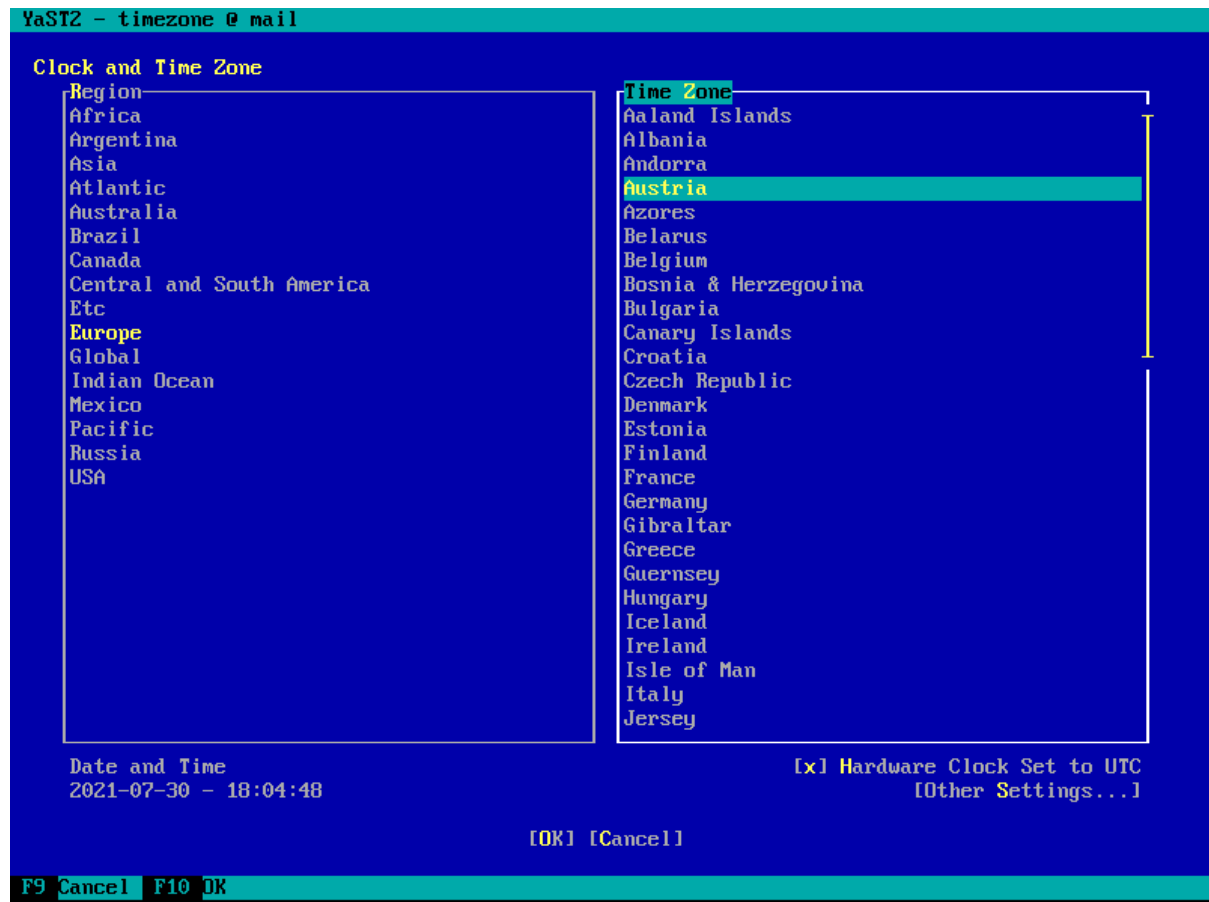 YaST2 - timezone @ mail
Clock and Time Zone
Region
Africa
Argentina
Asia
Atlantic
Australia
Brazil
Canada
Central and South America
Etc
Europe
Global
Indian Ocean
Mexico
Pacific
Russia
USA
Time Zone
Aaland Islands
Albania
Andorra
Austria
Azores
Belarus
Belgium
Bosnia & Herzegovina
Bulgaria
Canary Islands
Croatia
Czech Republic
Denmark
Estonia
Finland
France
Germany
Gibraltar
Greece
Guernsey
Hungary
Iceland
Ireland
Isle of Man
Italy
Jersey
Date and Time
2021-07-30 - 18:04:48
[x] Hardware Clock Set to UTC
[Other Settings...]
[OK] [Cancel]
F9 Cancel F10 OK